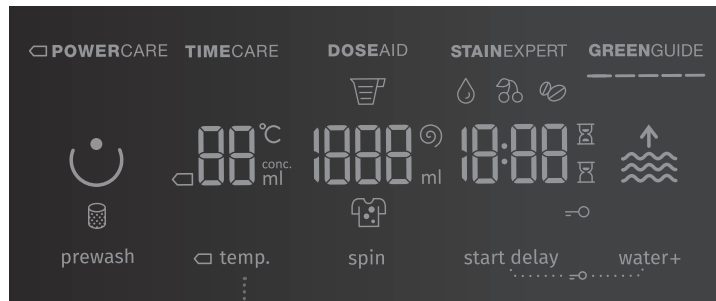 POWERCARE TIMECARE DOSEAID STAINEXPERT GREENGUIDE
88 °C conc. ml 1888 ml 18:88
prewash temp. spin start delay water+